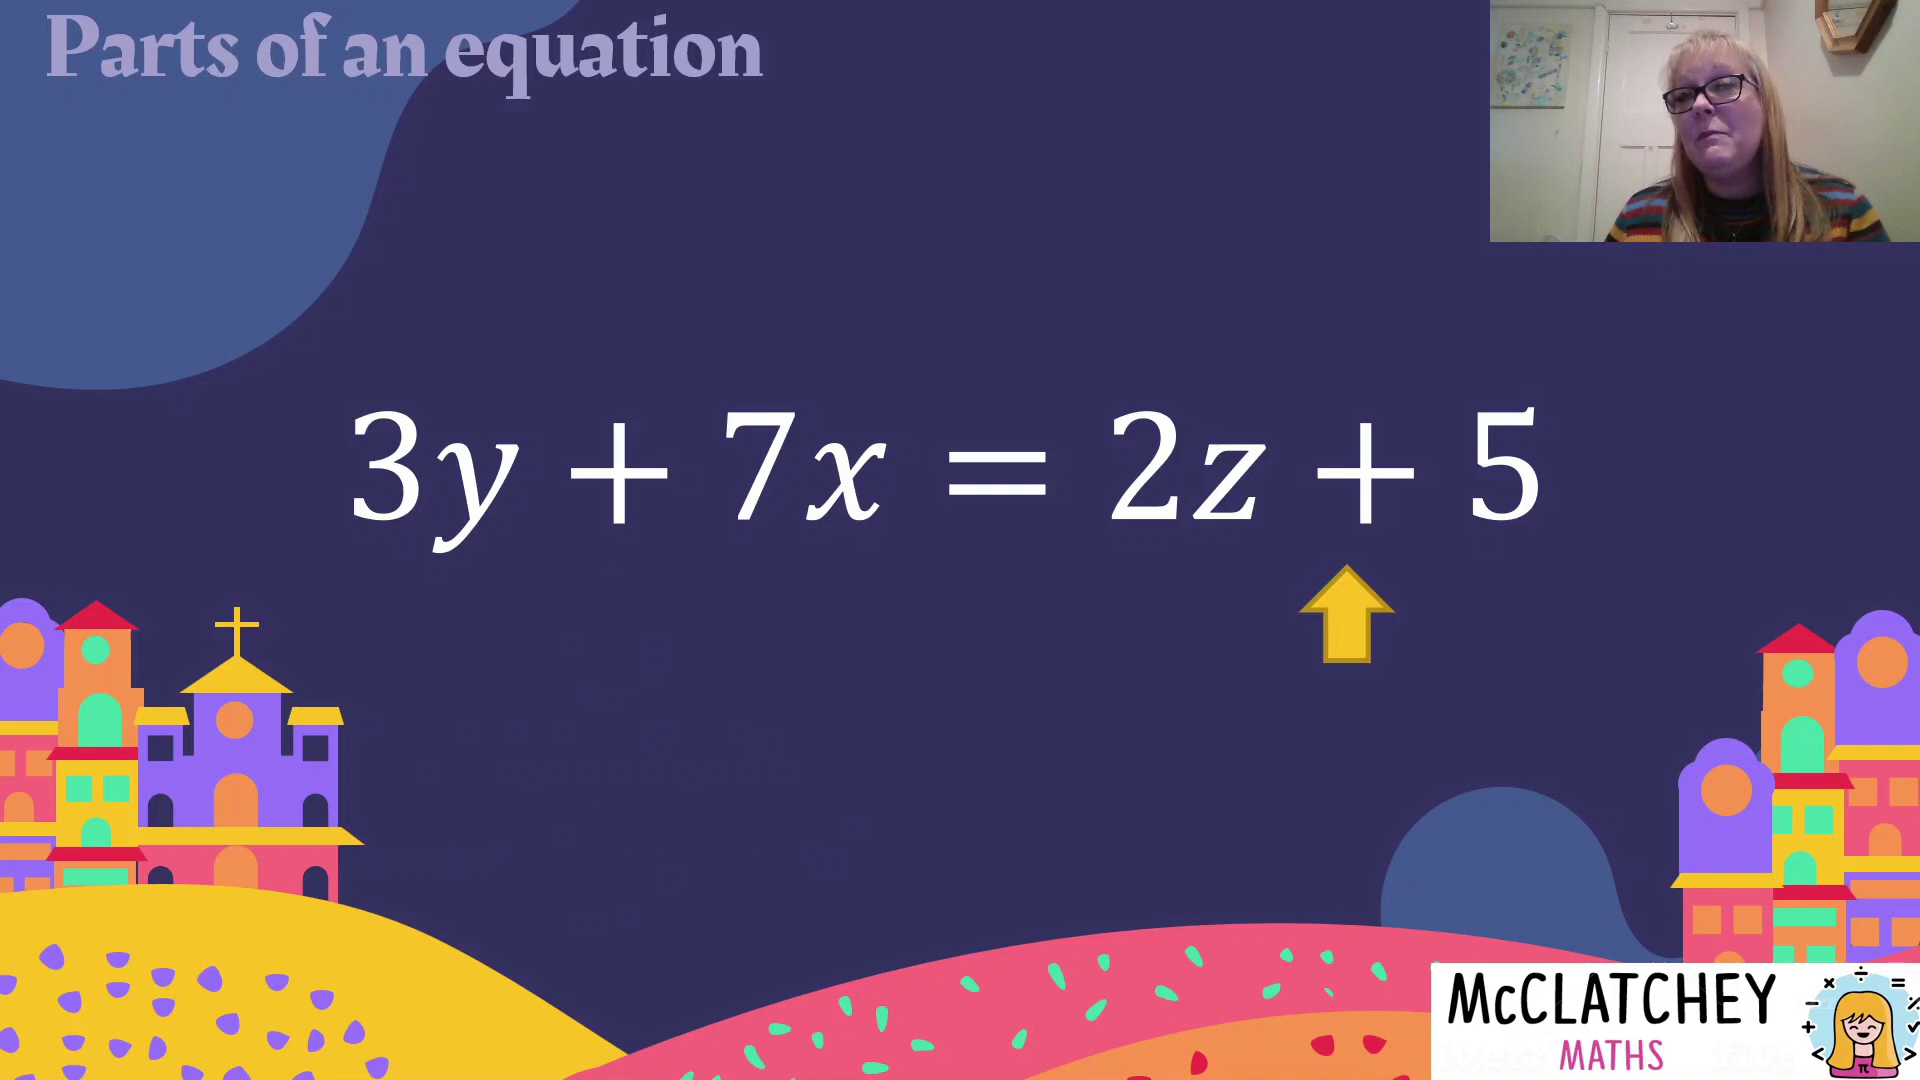 Parts of an equation
3y + 7x = 2z + 5
McCLATCHEY
MATHS